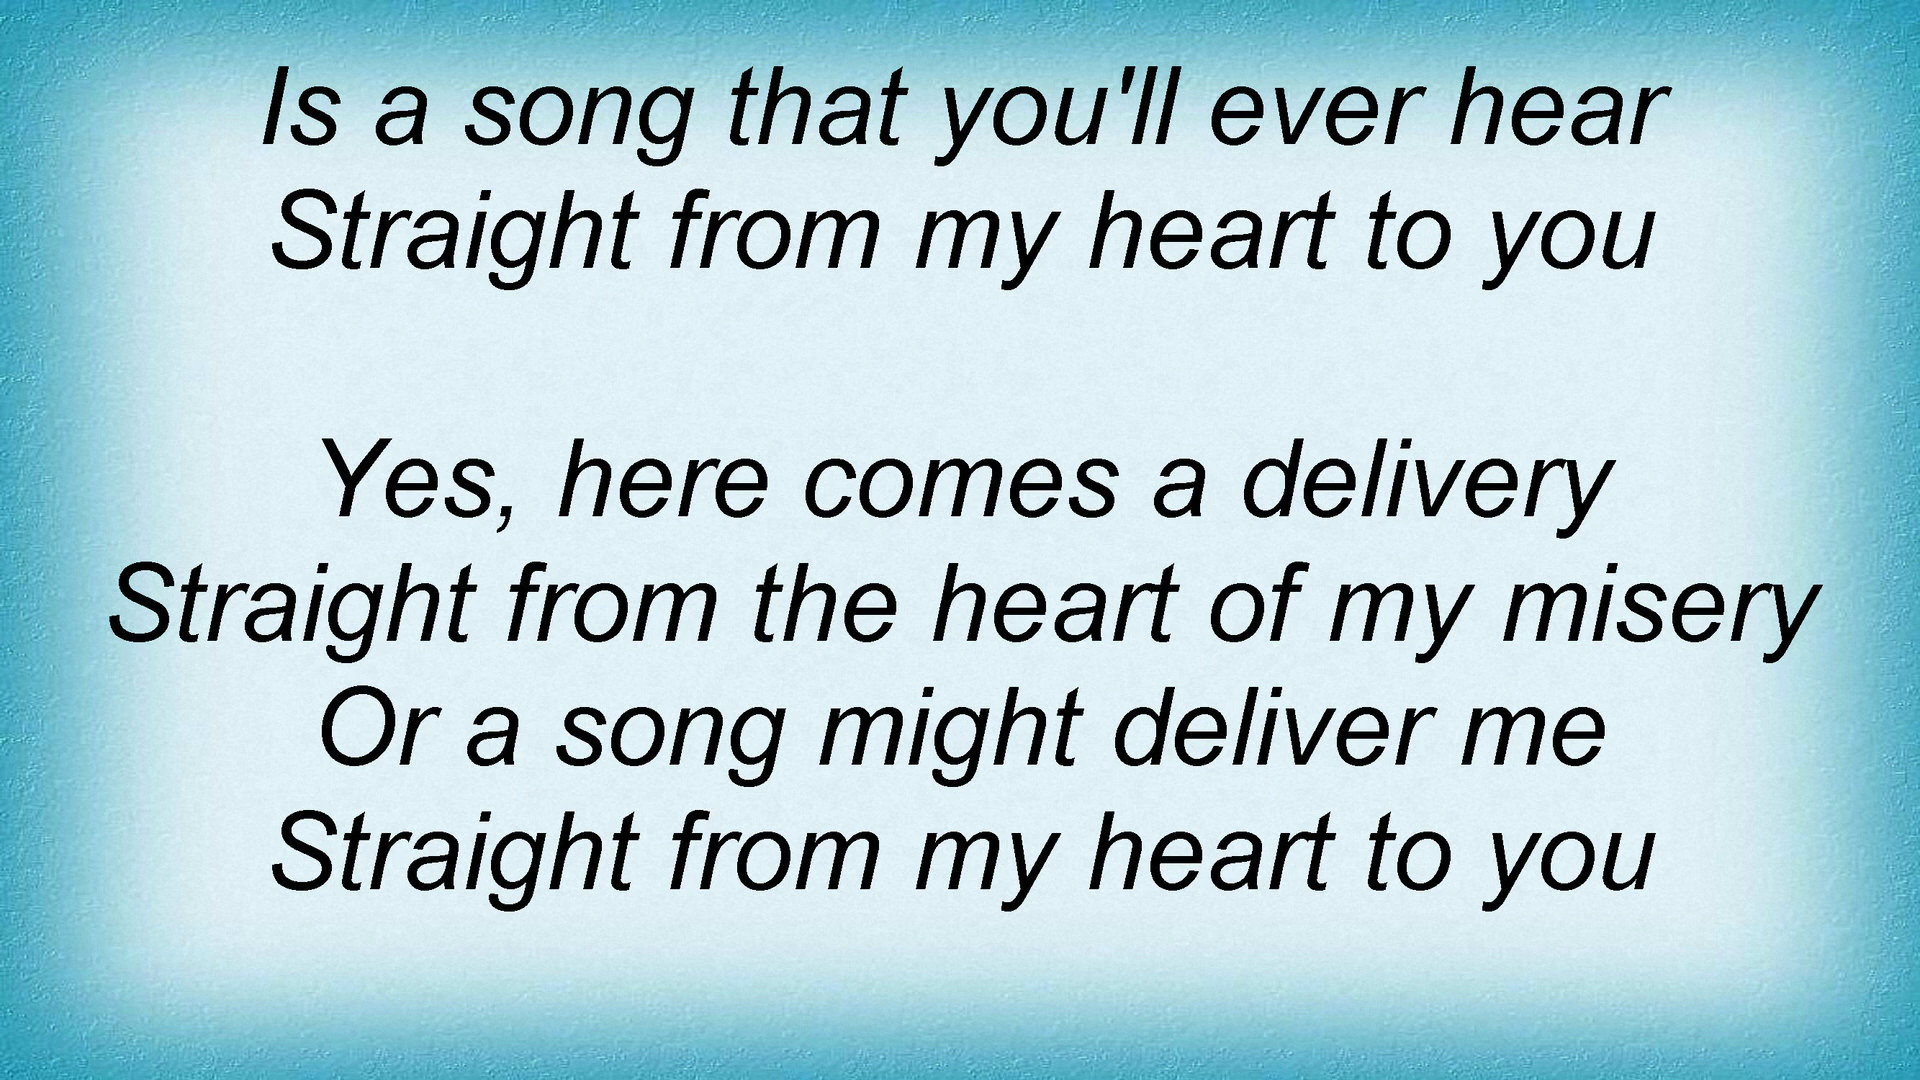 Is a song that you'll ever hear
Straight from my heart to you
Yes, here comes a delivery
Straight from the heart of my misery
Or a song might deliver me
Straight from my heart to you